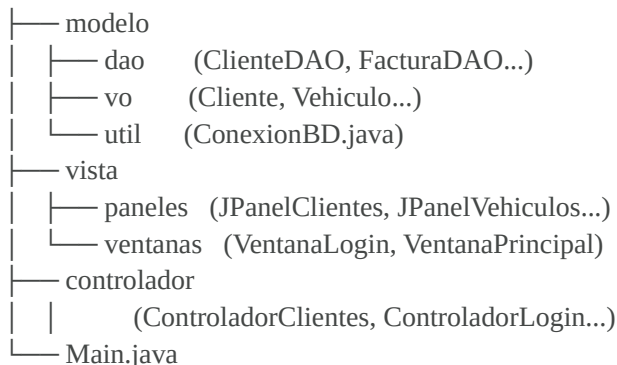 ├── modelo
│ ├── dao (ClienteDAO, FacturaDAO...)
│ ├── vo (Cliente, Vehiculo...)
│ └── util (ConexionBD.java)
├── vista
│ ├── paneles (JPanelClientes, JPanelVehiculos...)
│ └── ventanas (VentanaLogin, VentanaPrincipal)
├── controlador
│ │ (ControladorClientes, ControladorLogin...)
└── Main.java